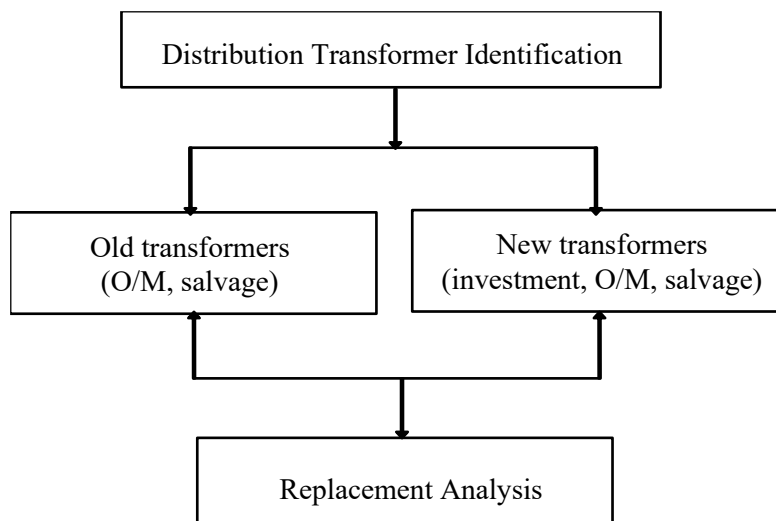 Distribution Transformer Identification
Old transformers
(O/M, salvage)
New transformers
(investment, O/M, salvage)
Replacement Analysis